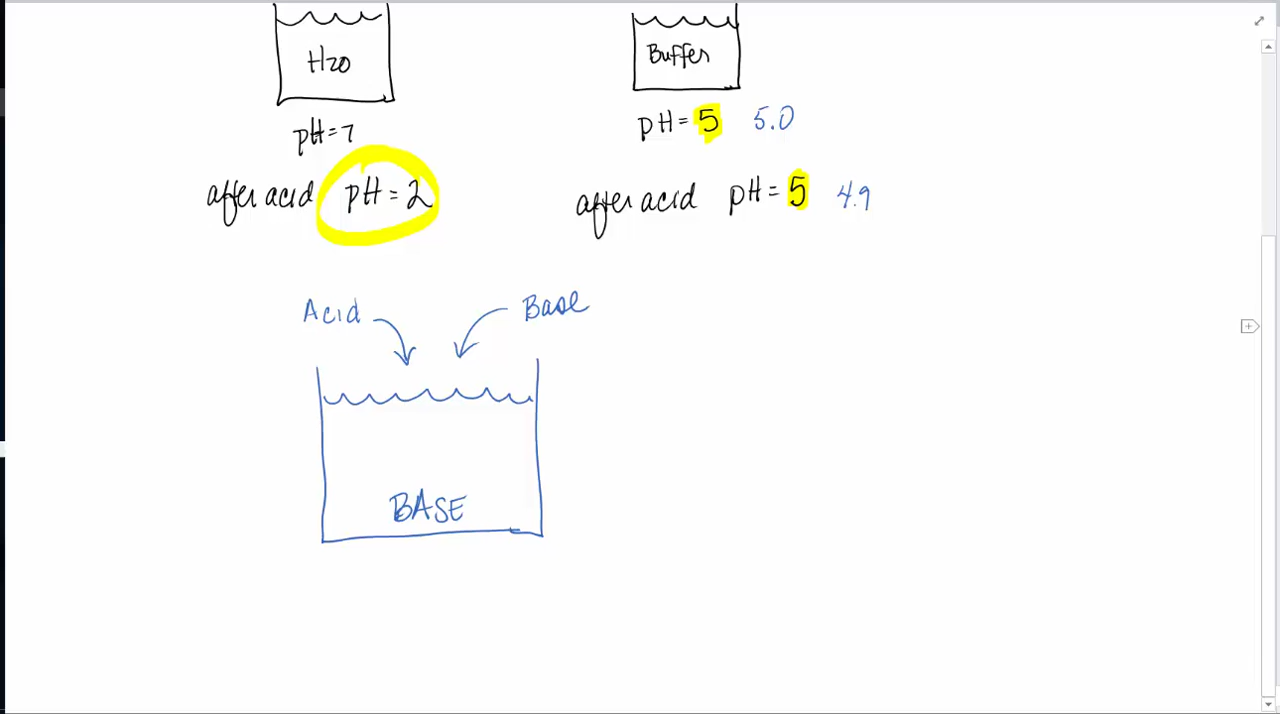 H2O
Buffer
pH=7
pH=5 5.0
after acid pH=2
after acid pH=5 4.9
Acid
Base
BASE